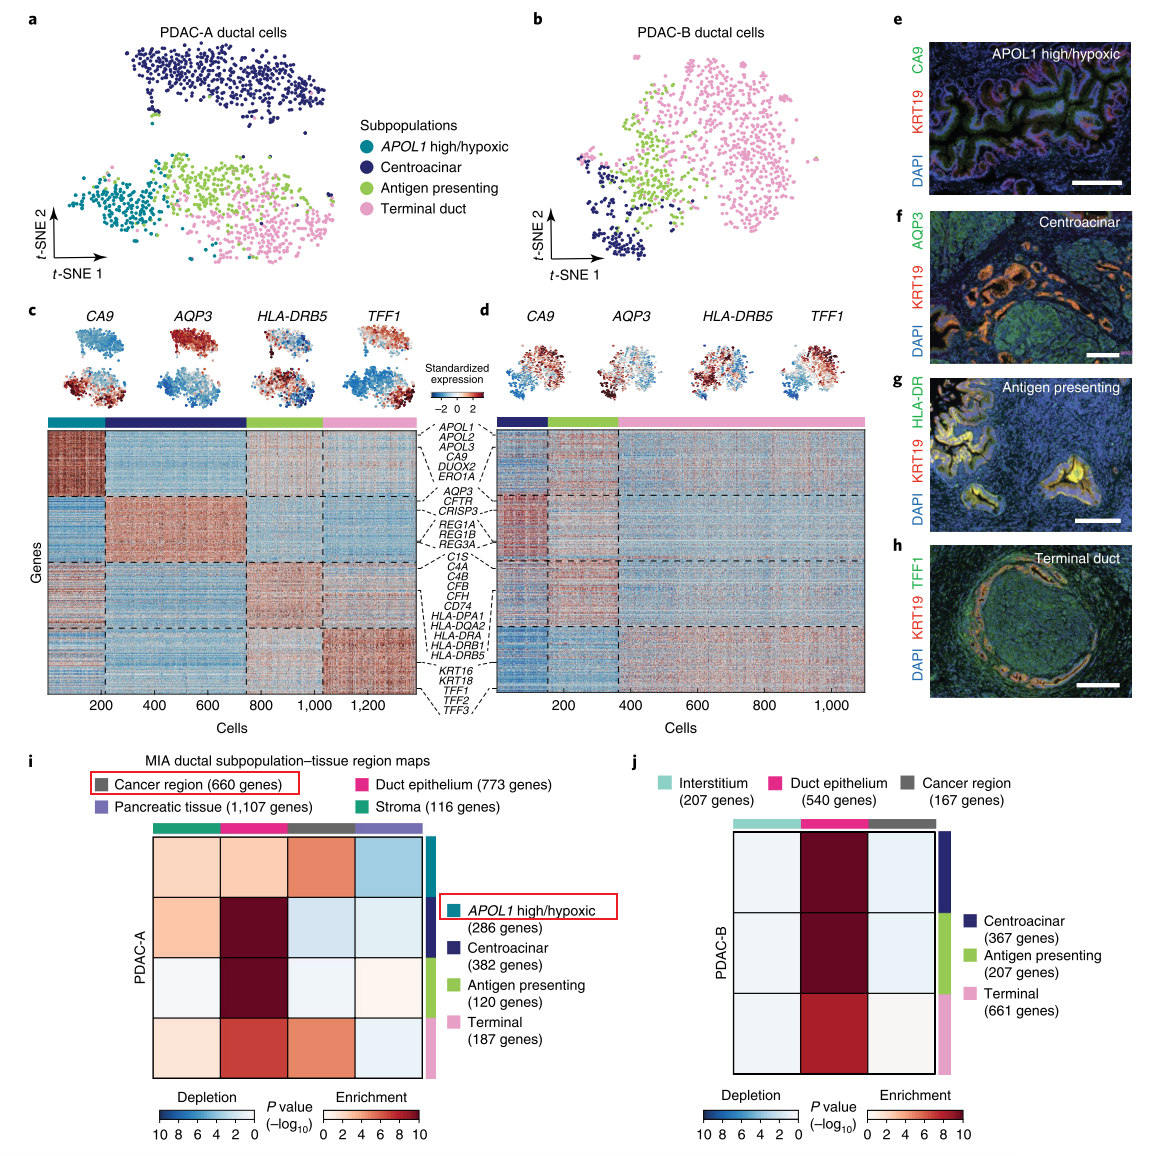 a
PDAC-A ductal cells
t-SNE 2
t-SNE 1
Subpopulations
APOL1 high/hypoxic
Centroacinar
Antigen presenting
Terminal duct
b
PDAC-B ductal cells
t-SNE 2
t-SNE 1
c
CA9 AQP3 HLA-DRB5 TFF1
Standardized
expression
−2 0 2
d
CA9 AQP3 HLA-DRB5 TFF1
Genes
APOL1
APOL2
APOL3
CA9
DUOX2
ERO1A
AQP3
CFTR
CRISP3
REG1A
REG1B
REG3A
C1S
C4A
C4B
CFB
CFH
CD74
HLA-DPA1
HLA-DQA2
HLA-DRA
HLA-DRB1
HLA-DRB5
KRT16
KRT18
TFF1
TFF2
TFF3
200 400 600 800 1,000 1,200
Cells
200 400 600 800 1,000
Cells
e
DAPI KRT19 CA9
APOL1 high/hypoxic
f
DAPI KRT19 AQP3
Centroacinar
g
DAPI KRT19 HLA-DR
Antigen presenting
h
DAPI KRT19 TFF1
Terminal duct
i
MIA ductal subpopulation–tissue region maps
Cancer region (660 genes)
Duct epithelium (773 genes)
Pancreatic tissue (1,107 genes)
Stroma (116 genes)
PDAC-A
APOL1 high/hypoxic
(286 genes)
Centroacinar
(382 genes)
Antigen presenting
(120 genes)
Terminal
(187 genes)
Depletion
P value
(−log10)
Enrichment
10 8 6 4 2 0
0 2 4 6 8 10
j
Interstitium
(207 genes)
Duct epithelium
(540 genes)
Cancer region
(167 genes)
PDAC-B
Centroacinar
(367 genes)
Antigen presenting
(207 genes)
Terminal
(661 genes)
Depletion
P value
(−log10)
Enrichment
10 8 6 4 2 0
0 2 4 6 8 10